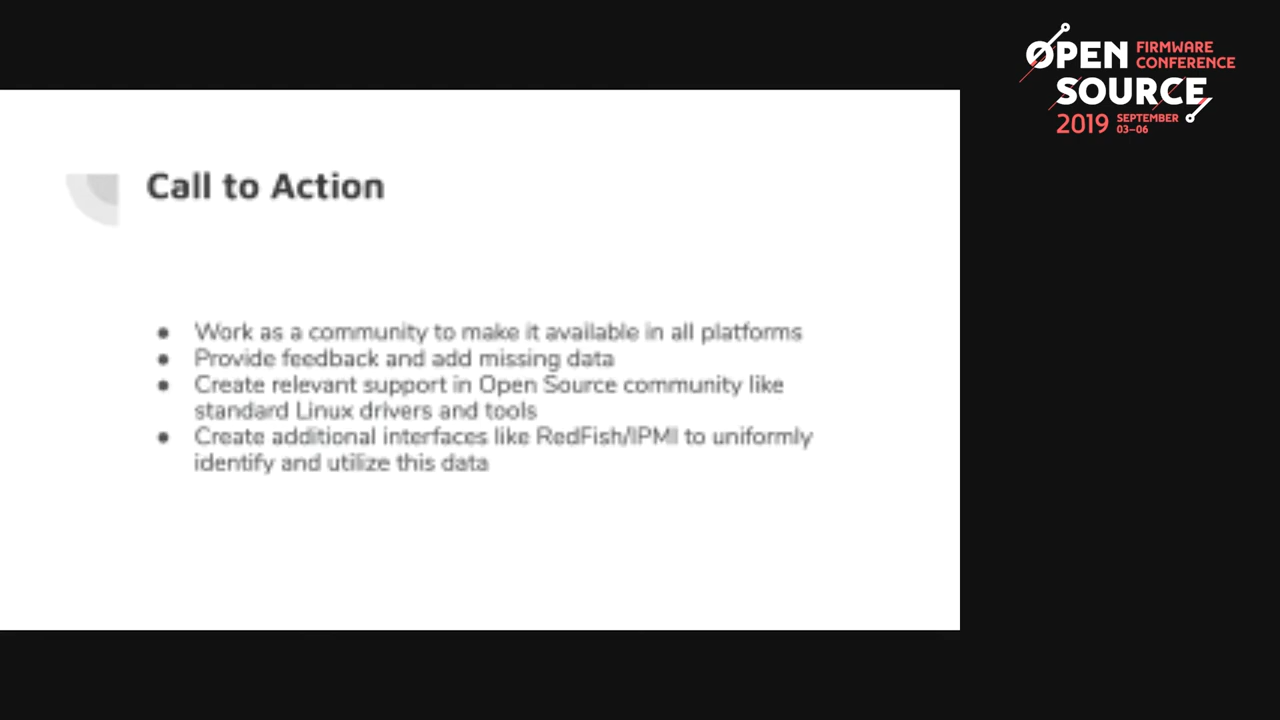 OPEN FIRMWARE
CONFERENCE
SOURCE
2019 SEPTEMBER
03–06
Call to Action
● Work as a community to make it available in all platforms
● Provide feedback and add missing data
● Create relevant support in Open Source community like
standard Linux drivers and tools
● Create additional interfaces like RedFish/IPMI to uniformly
identify and utilize this data